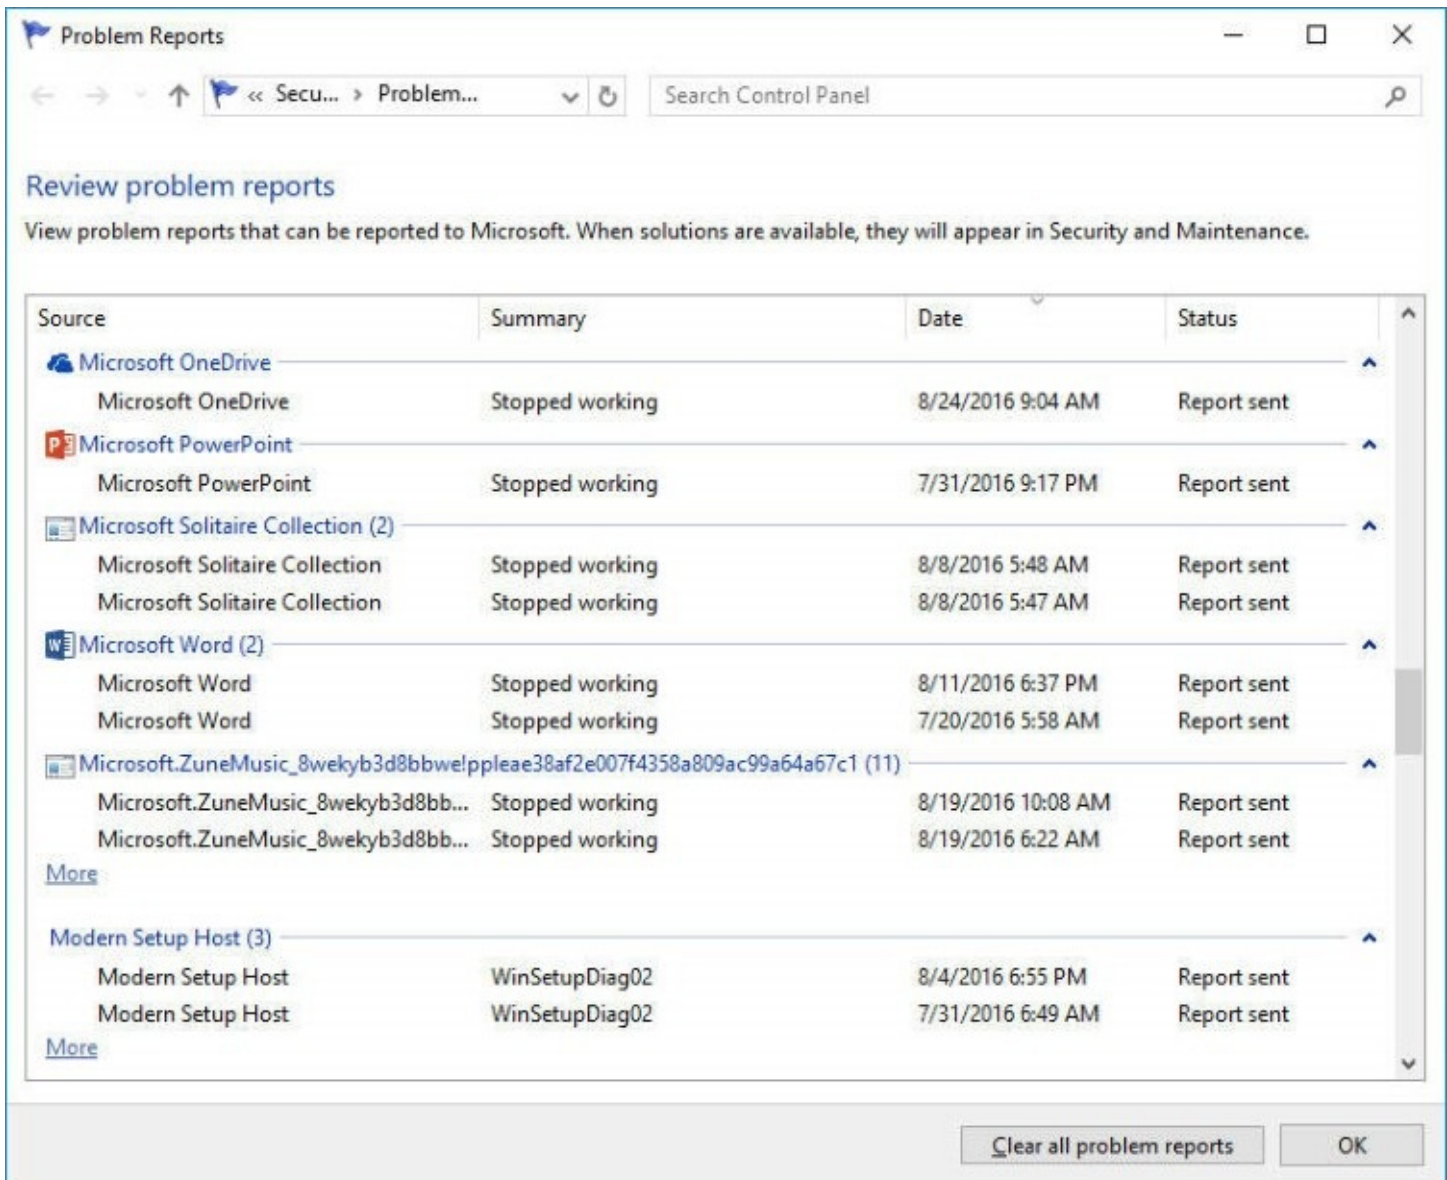 Problem Reports
« Secu... › Problem... Search Control Panel
Review problem reports
View problem reports that can be reported to Microsoft. When solutions are available, they will appear in Security and Maintenance.
Source Summary Date Status
Microsoft OneDrive
Microsoft OneDrive Stopped working 8/24/2016 9:04 AM Report sent
Microsoft PowerPoint
Microsoft PowerPoint Stopped working 7/31/2016 9:17 PM Report sent
Microsoft Solitaire Collection (2)
Microsoft Solitaire Collection Stopped working 8/8/2016 5:48 AM Report sent
Microsoft Solitaire Collection Stopped working 8/8/2016 5:47 AM Report sent
Microsoft Word (2)
Microsoft Word Stopped working 8/11/2016 6:37 PM Report sent
Microsoft Word Stopped working 7/20/2016 5:58 AM Report sent
Microsoft.ZuneMusic_8wekyb3d8bbwe!ppleae38af2e007f4358a809ac99a64a67c1 (11)
Microsoft.ZuneMusic_8wekyb3d8bb... Stopped working 8/19/2016 10:08 AM Report sent
Microsoft.ZuneMusic_8wekyb3d8bb... Stopped working 8/19/2016 6:22 AM Report sent
More
Modern Setup Host (3)
Modern Setup Host WinSetupDiag02 8/4/2016 6:55 PM Report sent
Modern Setup Host WinSetupDiag02 7/31/2016 6:49 AM Report sent
More
Clear all problem reports OK